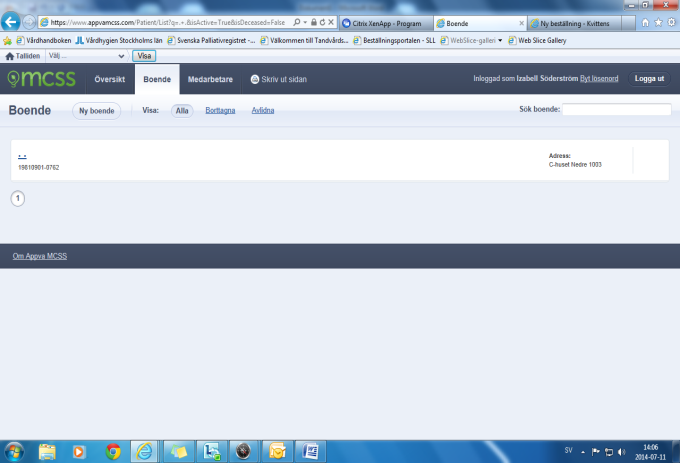 https://www.appvamcss.com/Patient/List?q=.+.&isActive=True&isDeceased=False
Citrix XenApp - Program
Boende
Ny beställning - Kvittens
Vårdhandboken
Vårdhygien Stockholms län
Svenska Palliativregistret -...
Välkommen till Tandvårds...
Beställningsportalen - SLL
WebSlice-galleri
Web Slice Gallery
Talliden Välj ... Visa
mcss Översikt Boende Medarbetare Skriv ut sidan Inloggad som Izabell Söderström Byt lösenord Logga ut
Boende Ny boende Visa: Alla Borttagna Avlidna Sök boende:
. .
19810901-0762
Adress:
C-huset Nedre 1003
1
Om Appva MCSS
SV
14:06
2014-07-11